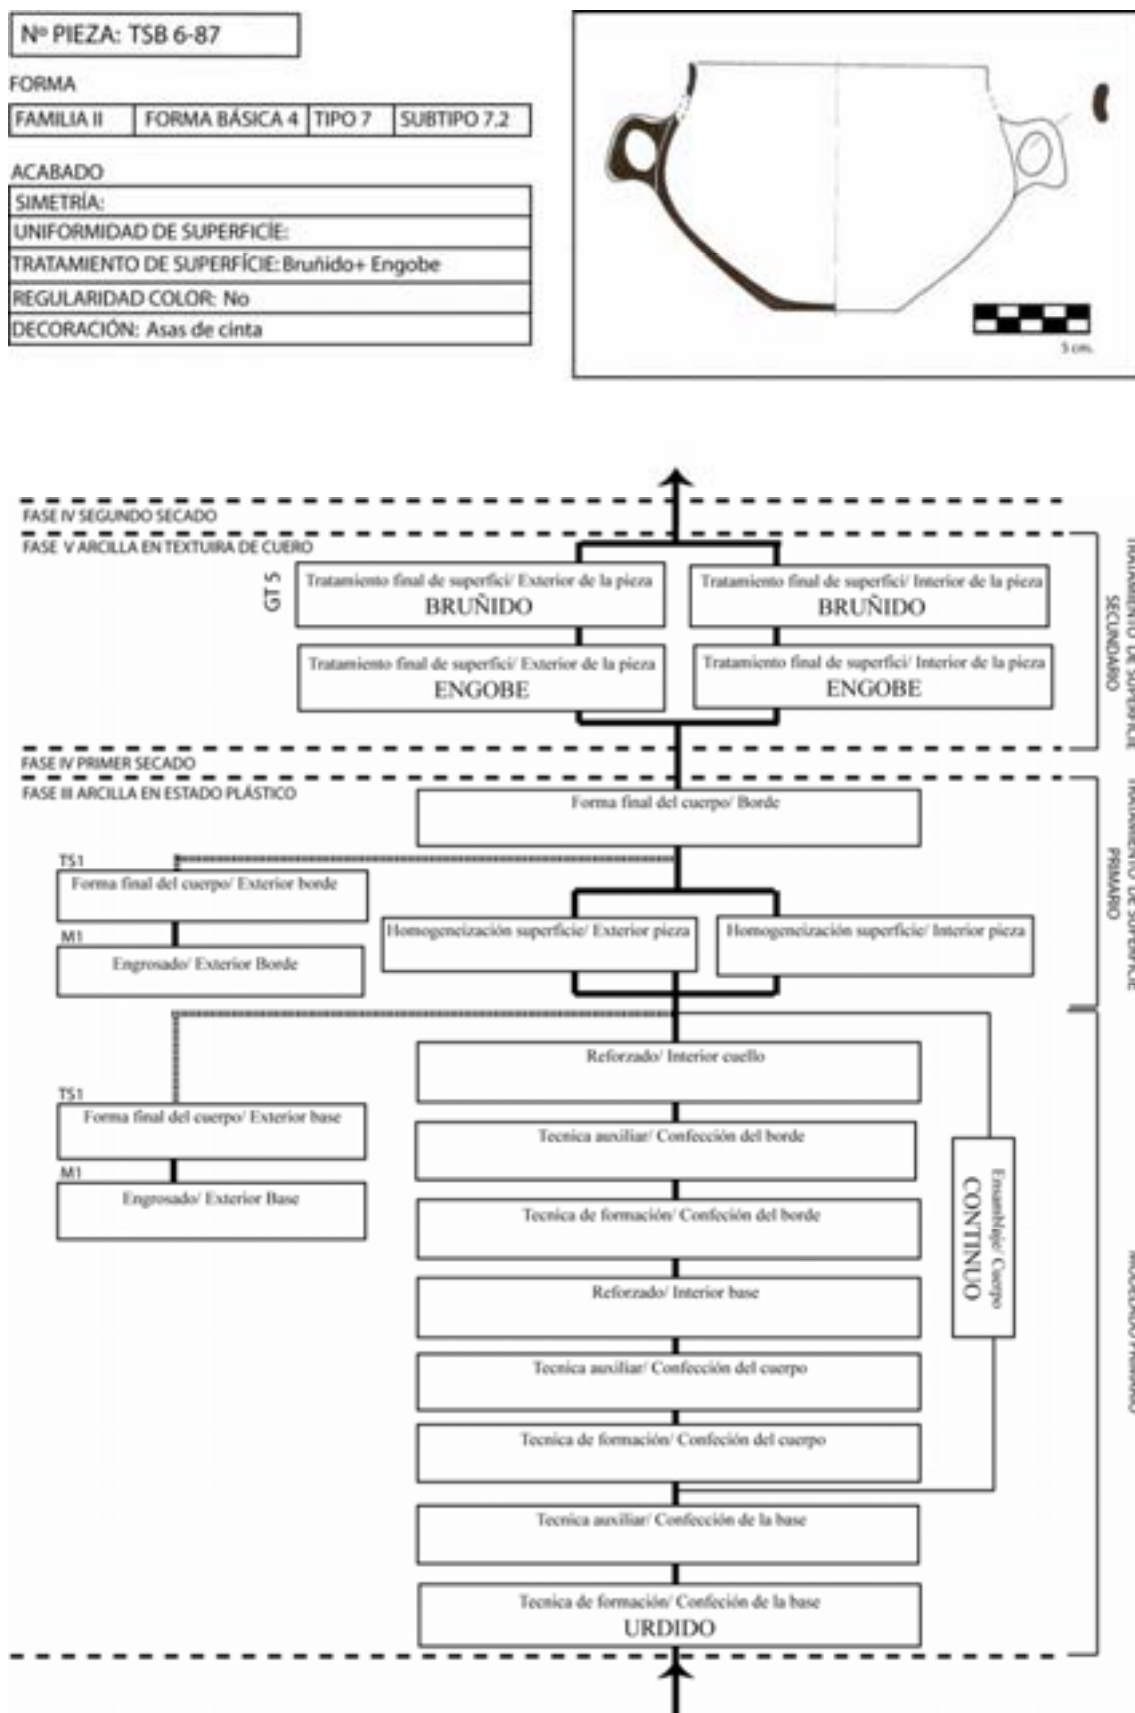 Nº PIEZA: TSB 6-87
FORMA
FAMILIA II FORMA BÁSICA 4 TIPO 7 SUBTIPO 7.2
ACABADO
SIMETRÍA:
UNIFORMIDAD DE SUPERFICÍE:
TRATAMIENTO DE SUPERFÍCIE: Bruñido+ Engobe
REGULARIDAD COLOR: No
DECORACIÓN: Asas de cinta
5 cm.
FASE IV SEGUNDO SECADO
FASE V ARCILLA EN TEXTUIRA DE CUERO
GT 5
Tratamiento final de superfici/ Exterior de la pieza
BRUÑIDO
Tratamiento final de superfici/ Interior de la pieza
BRUÑIDO
Tratamiento final de superfici/ Exterior de la pieza
ENGOBE
Tratamiento final de superfici/ Interior de la pieza
ENGOBE
TRATAMIENTO DE SUPERFICIE
SECUNDARIO
FASE IV PRIMER SECADO
FASE III ARCILLA EN ESTADO PLÁSTICO
Forma final del cuerpo/ Borde
TS1
Forma final del cuerpo/ Exterior borde
M1
Engrosado/ Exterior Borde
Homogeneización superficie/ Exterior pieza
Homogeneización superficie/ Interior pieza
TRATAMIENTO DE SUPERFICIE
PRIMARIO
Reforzado/ Interior cuello
TS1
Forma final del cuerpo/ Exterior base
M1
Engrosado/ Exterior Base
Tecnica auxiliar/ Confección del borde
Tecnica de formación/ Confeción del borde
Reforzado/ Interior base
Tecnica auxiliar/ Confección del cuerpo
Tecnica de formación/ Confeción del cuerpo
Ensamblaje/ Cuerpo
CONTINUO
MODELADO PRIMARIO
Tecnica auxiliar/ Confección de la base
Tecnica de formación/ Confeción de la base
URDIDO